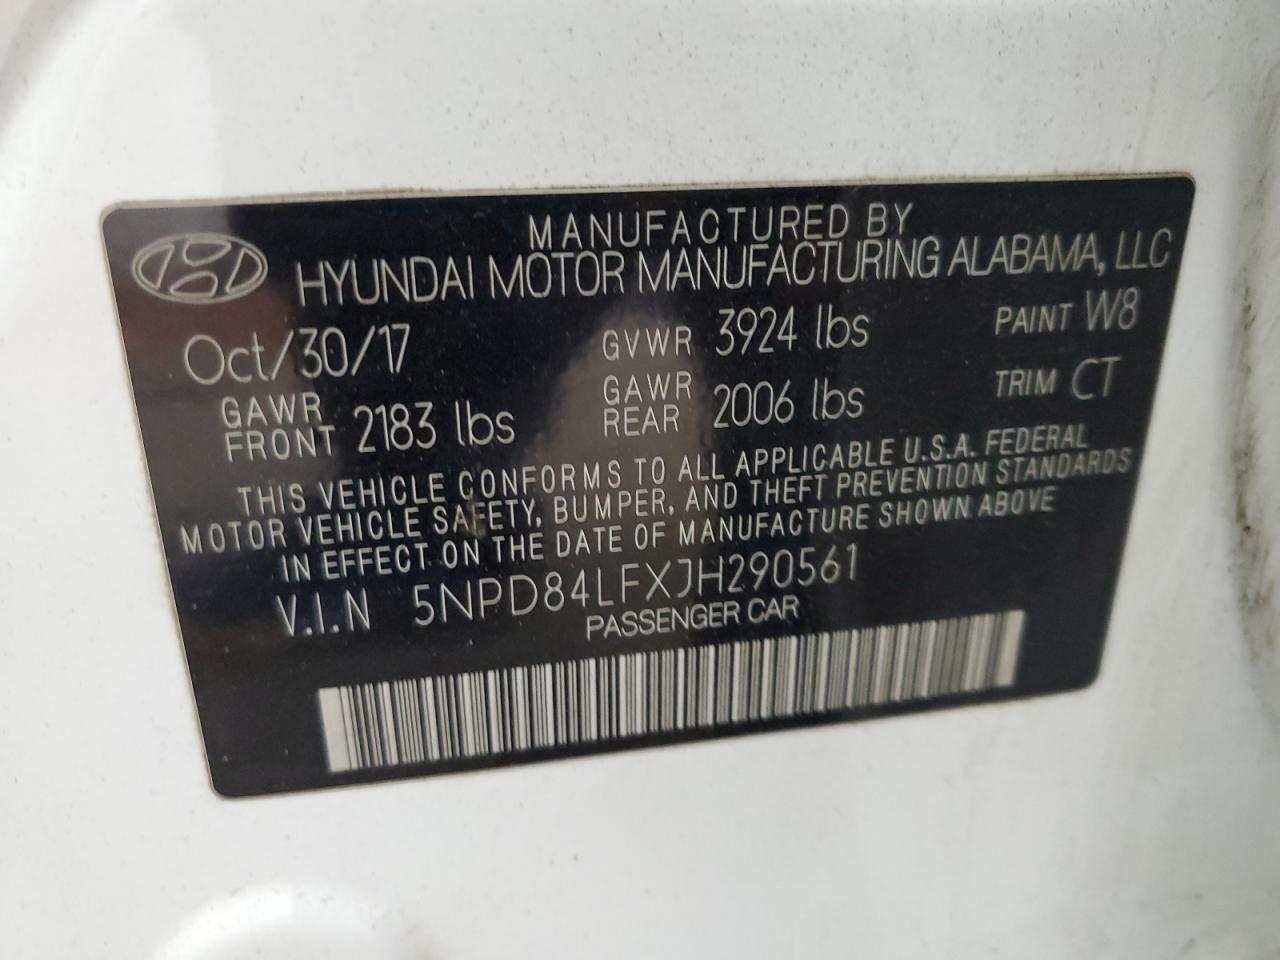 MANUFACTURED BY
HYUNDAI MOTOR MANUFACTURING ALABAMA, LLC
Oct/30/17 GVWR 3924 lbs PAINT W8
GAWR FRONT 2183 lbs GAWR REAR 2006 lbs TRIM CT
THIS VEHICLE CONFORMS TO ALL APPLICABLE U.S.A. FEDERAL
MOTOR VEHICLE SAFETY, BUMPER, AND THEFT PREVENTION STANDARDS
IN EFFECT ON THE DATE OF MANUFACTURE SHOWN ABOVE
V.I.N 5NPD84LFXJH290561
PASSENGER CAR